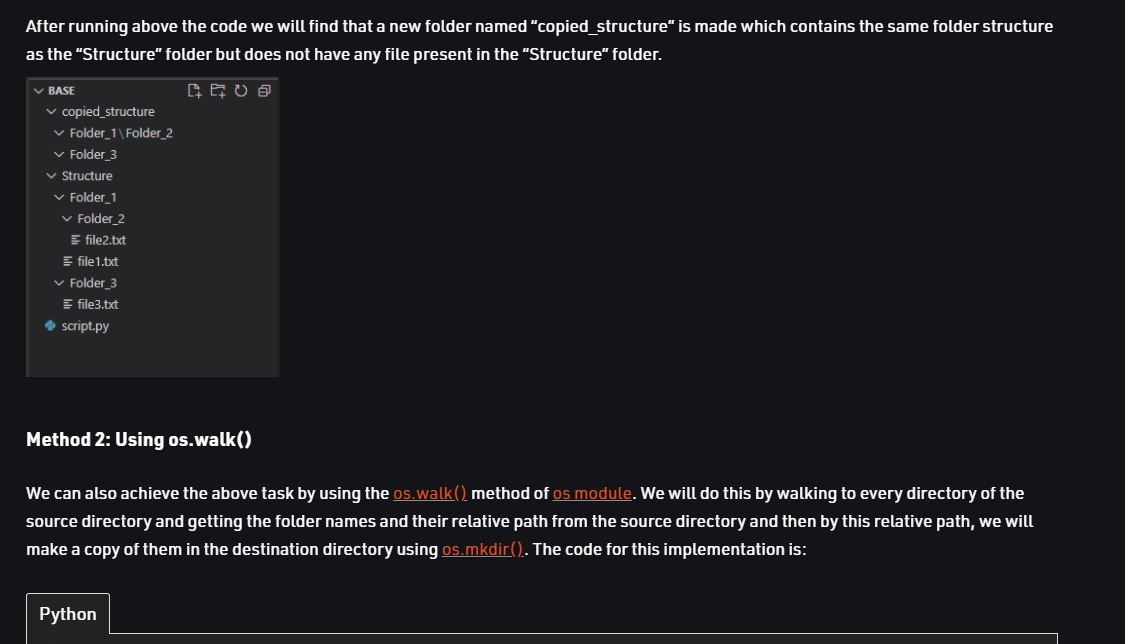 After running above the code we will find that a new folder named “copied_structure” is made which contains the same folder structure
as the “Structure” folder but does not have any file present in the “Structure” folder.
BASE
copied_structure
Folder_1\Folder_2
Folder_3
Structure
Folder_1
Folder_2
file2.txt
file1.txt
Folder_3
file3.txt
script.py
Method 2: Using os.walk()
We can also achieve the above task by using the os.walk() method of os module. We will do this by walking to every directory of the
source directory and getting the folder names and their relative path from the source directory and then by this relative path, we will
make a copy of them in the destination directory using os.mkdir(). The code for this implementation is:
Python